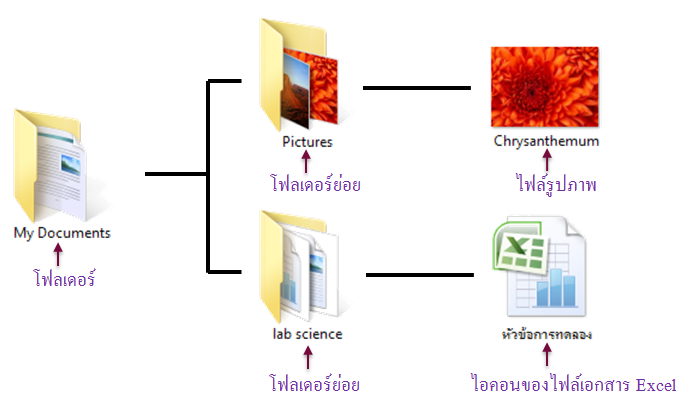 Pictures
โฟลเดอร์ย่อย
Chrysanthemum
ไฟล์รูปภาพ
My Documents
โฟลเดอร์
lab science
โฟลเดอร์ย่อย
หัวข้อการทดลอง
ไอคอนของไฟล์เอกสาร Excel